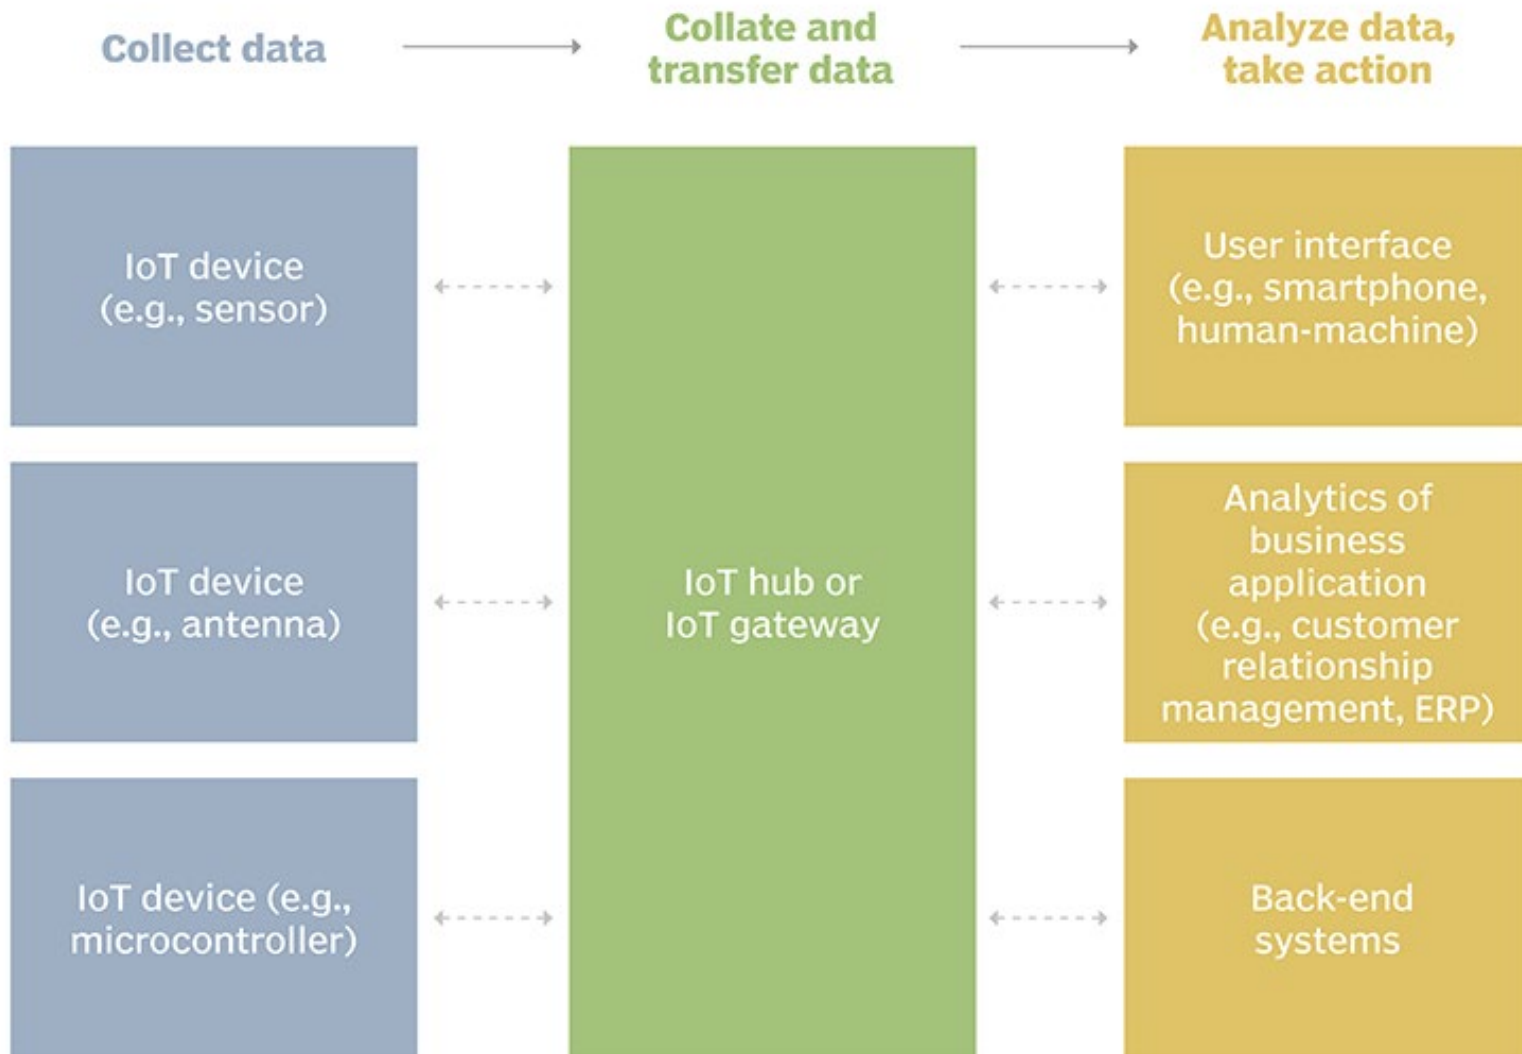 Collect data
Collate and
transfer data
Analyze data,
take action
IoT device
(e.g., sensor)
IoT device
(e.g., antenna)
IoT device (e.g.,
microcontroller)
IoT hub or
IoT gateway
User interface
(e.g., smartphone,
human-machine)
Analytics of
business
application
(e.g., customer
relationship
management, ERP)
Back-end
systems